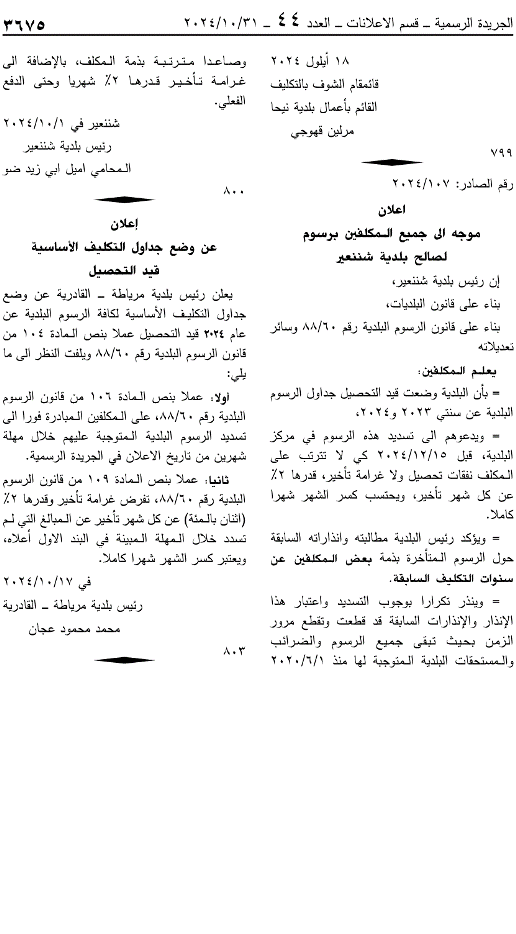 الجريدة الرسمية ــ قسم الاعلانات ــ العدد ٤٤ ــ ٢٠٢٤/١٠/٣١
٣٦٧٥
١٨ أيلول ٢٠٢٤
قائمقام الشوف بالتكليف
القائم بأعمال بلدية نيحا
مرلين قهوجي
٧٩٩
رقم الصادر: ٢٠٢٤/١٠٧
اعلان
موجه الى جميع المكلفين برسوم
لصالح بلدية شننعير
إن رئيس بلدية شننعير،
بناء على قانون البلديات،
بناء على قانون الرسوم البلدية رقم ٨٨/٦٠ وسائر
تعديلاته
يعلم المكلفين:
= بأن البلدية وضعت قيد التحصيل جداول الرسوم
البلدية عن سنتي ٢٠٢٣ و٢٠٢٤،
= ويدعوهم الى تسديد هذه الرسوم في مركز
البلدية، قبل ٢٠٢٤/١٢/١٥ كي لا تترتب على
المكلف نفقات تحصيل ولا غرامة تأخير، قدرها ٢٪
عن كل شهر تأخير، ويحتسب كسر الشهر شهرا
كاملا.
= ويؤكد رئيس البلدية مطالبته وانذاراته السابقة
حول الرسوم المتأخرة بذمة بعض المكلفين عن
سنوات التكليف السابقة.
= وينذر تكرارا بوجوب التسديد واعتبار هذا
الإنذار والإنذارات السابقة قد قطعت وتقطع مرور
الزمن بحيث تبقى جميع الرسوم والضرائب
والمستحقات البلدية المتوجبة لها منذ ٢٠٢٠/٦/١
وصاعدا مترتبة بذمة المكلف، بالإضافة الى
غرامة تأخير قدرها ٢٪ شهريا وحتى الدفع
الفعلي.
شننعير في ٢٠٢٤/١٠/١
رئيس بلدية شننعير
المحامي اميل ابي زيد ضو
٨٠٠
إعلان
عن وضع جداول التكليف الأساسية
قيد التحصيل
يعلن رئيس بلدية مرياطة ــ القادرية عن وضع
جداول التكليف الأساسية لكافة الرسوم البلدية عن
عام ٢٠٢٤ قيد التحصيل عملا بنص المادة ١٠٤ من
قانون الرسوم البلدية رقم ٨٨/٦٠ ويلفت النظر الى ما
يلي:
أولا: عملا بنص المادة ١٠٦ من قانون الرسوم
البلدية رقم ٨٨/٦٠، على المكلفين المبادرة فورا الى
تسديد الرسوم البلدية المتوجبة عليهم خلال مهلة
شهرين من تاريخ الاعلان في الجريدة الرسمية.
ثانيا: عملا بنص المادة ١٠٩ من قانون الرسوم
البلدية رقم ٨٨/٦٠، تفرض غرامة تأخير وقدرها ٢٪
(اثنان بالمئة) عن كل شهر تأخير عن المبالغ التي لم
تسدد خلال المهلة المبينة في البند الاول أعلاه،
ويعتبر كسر الشهر شهرا كاملا.
في ٢٠٢٤/١٠/١٧
رئيس بلدية مرياطة ــ القادرية
محمد محمود عجان
٨٠٣